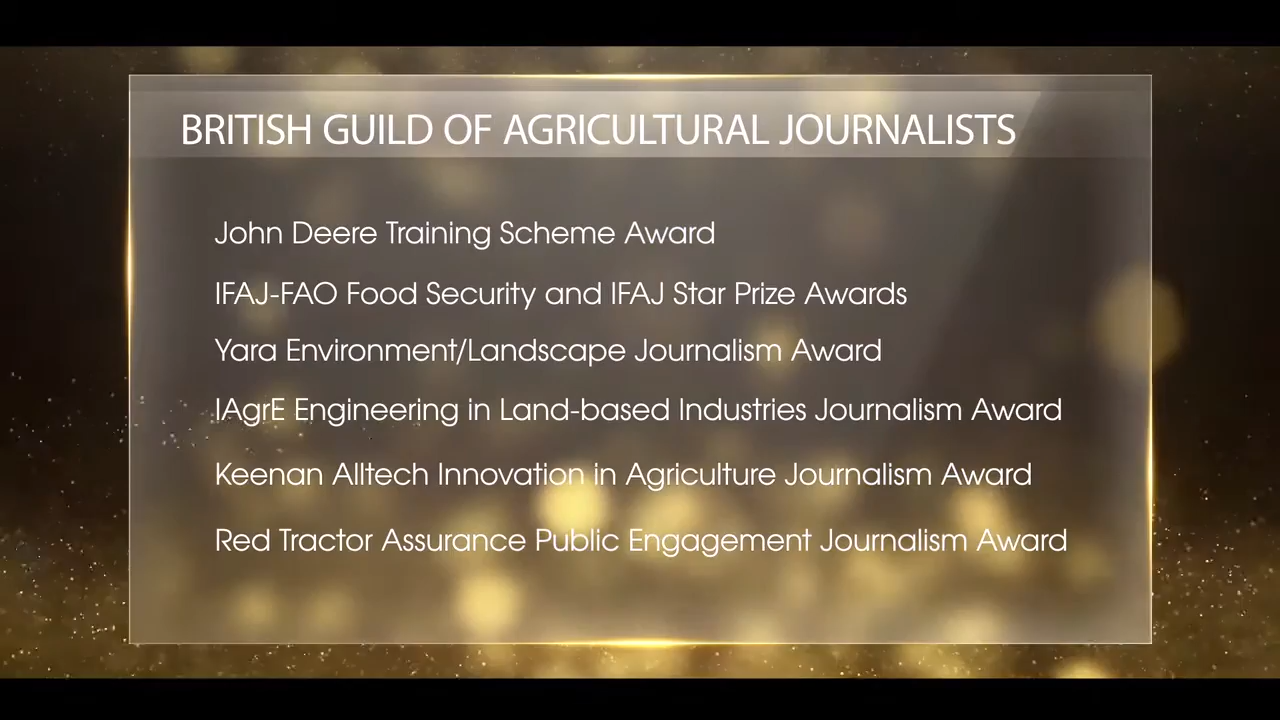 BRITISH GUILD OF AGRICULTURAL JOURNALISTS
John Deere Training Scheme Award
IFAJ-FAO Food Security and IFAJ Star Prize Awards
Yara Environment/Landscape Journalism Award
IAgrE Engineering in Land-based Industries Journalism Award
Keenan Alltech Innovation in Agriculture Journalism Award
Red Tractor Assurance Public Engagement Journalism Award